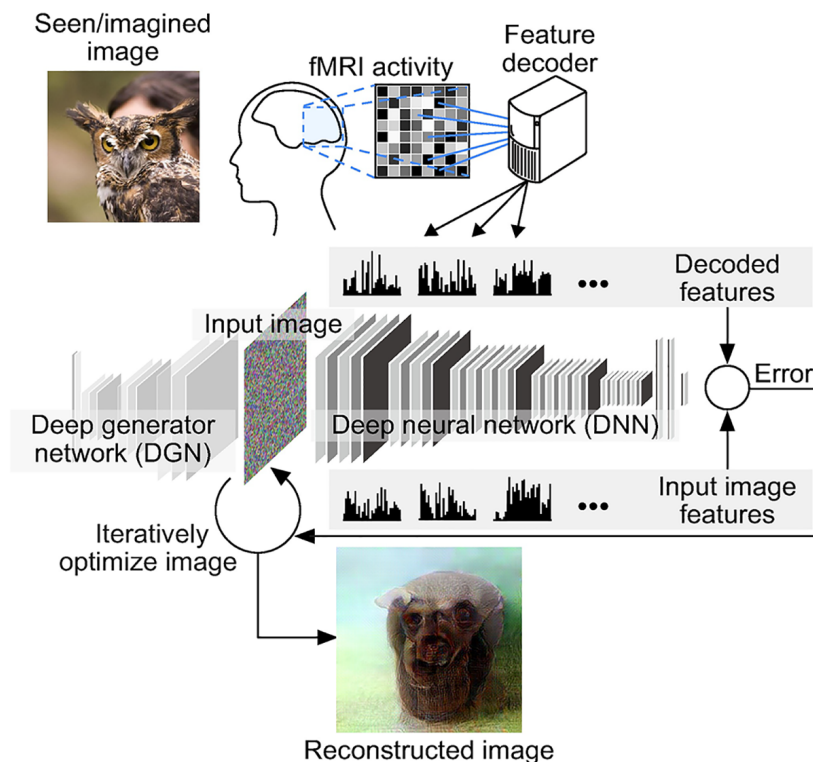 Seen/imagined
image
fMRI activity
Feature
decoder
Decoded
features
Input image
Error
Deep generator
network (DGN)
Deep neural network (DNN)
Input image
features
Iteratively
optimize image
Reconstructed image